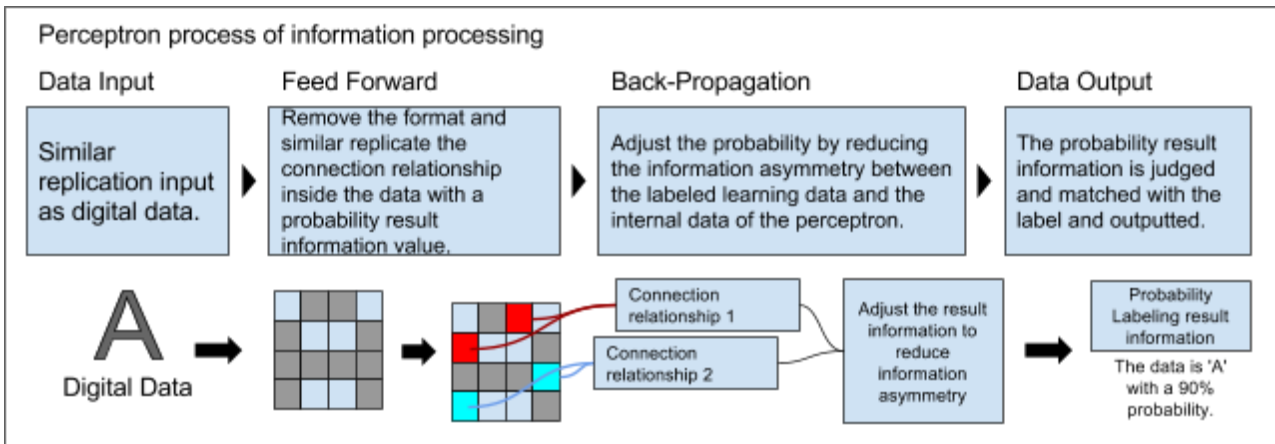 Perceptron process of information processing
Data Input
Feed Forward
Back-Propagation
Data Output
Similar
replication input
as digital data.
Remove the format and
similar replicate the
connection relationship
inside the data with a
probability result
information value.
Adjust the probability by reducing
the information asymmetry between
the labeled learning data and the
internal data of the perceptron.
The probability result
information is judged
and matched with the
label and outputted.
A
Digital Data
Connection
relationship 1
Connection
relationship 2
Adjust the result
information to
reduce
information
asymmetry
Probability
Labeling result
information
The data is 'A'
with a 90%
probability.